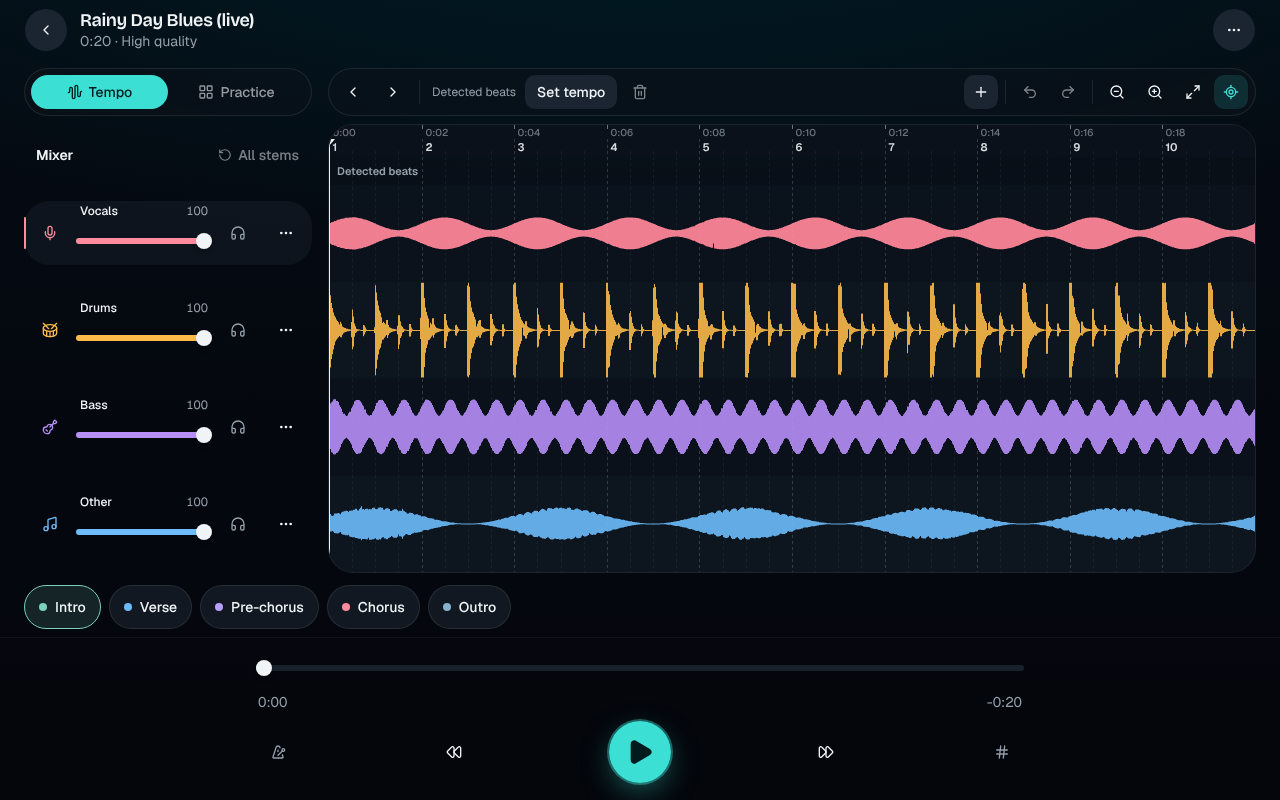 Rainy Day Blues (live)
0:20 · High quality
Tempo
Practice
Detected beats
Set tempo
Mixer
All stems
0:00 0:02 0:04 0:06 0:08 0:10 0:12 0:14 0:16 0:18
1 2 3 4 5 6 7 8 9 10
Detected beats
Vocals 100
Drums 100
Bass 100
Other 100
Intro
Verse
Pre-chorus
Chorus
Outro
0:00
-0:20